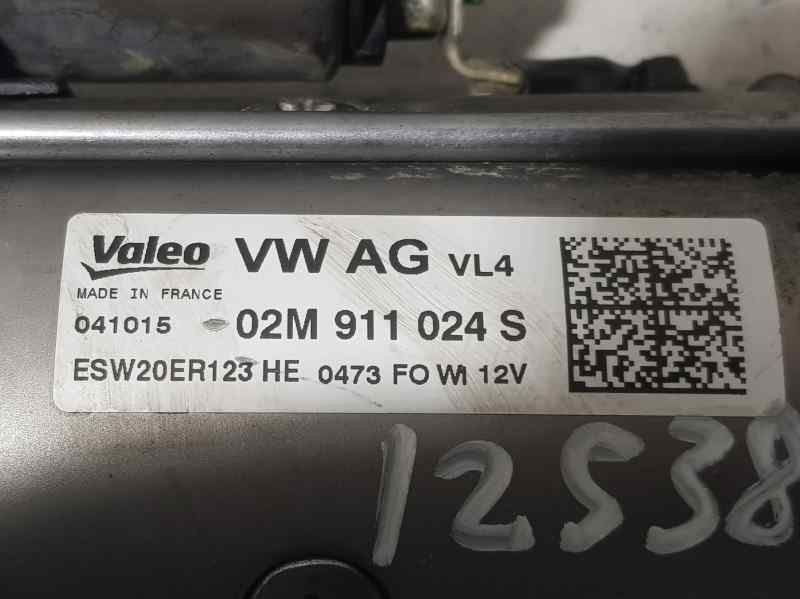 Valeo VW AG VL4
MADE IN FRANCE
041015 02M 911 024 S
ESW20ER123 HE 0473 FO WI 12V
12538